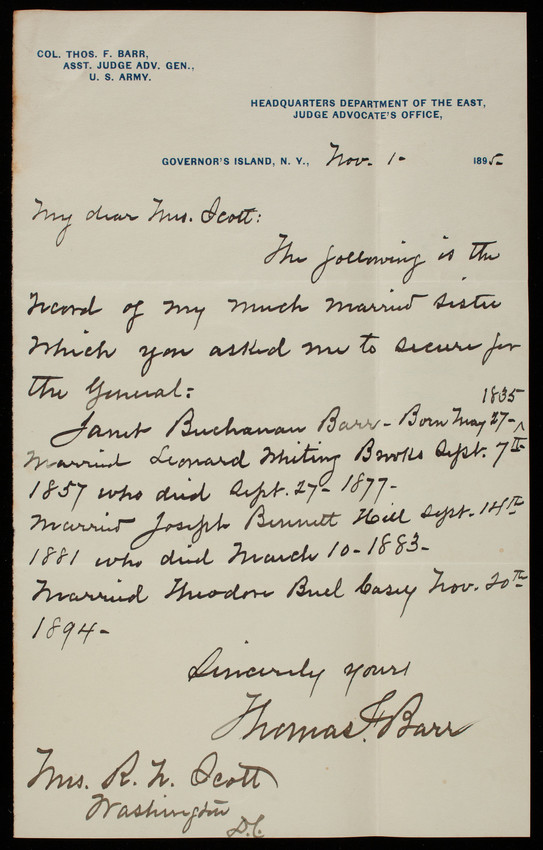 COL. THOS. F. BARR,
ASST. JUDGE ADV. GEN.,
U. S. ARMY.
HEADQUARTERS DEPARTMENT OF THE EAST,
JUDGE ADVOCATE'S OFFICE,
GOVERNOR'S ISLAND, N. Y., Nov. 1- 1895-
My dear Mrs. Scott:
The following is the
record of my much married sister
which you asked me to secure for
the General:
1835
Janet Buchanan Barr - Born May 27- ^
Married Leonard Whiting Brooks Sept. 7th
1857 who died Sept. 27- 1877-
Married Joseph Bennett Hill Sept. 14th
1881 who died March 10- 1883-
Married Theodore Buel Casey Nov. 20th
1894-
Sincerely yours
Thomas F. Barr
Mrs. R. N. Scott
Washington
D.C.